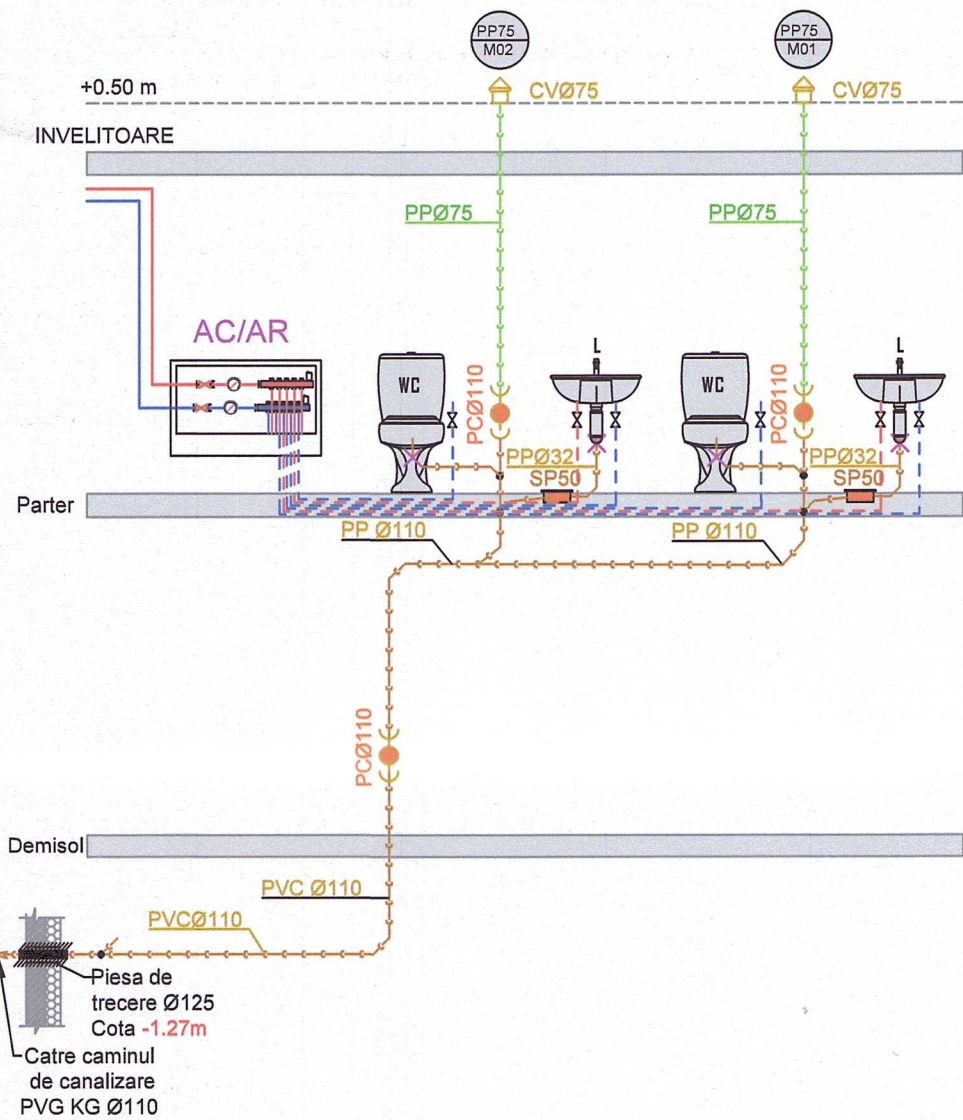 PP75
M02
PP75
M01
+0.50 m
CVØ75
CVØ75
INVELITOARE
PPØ75
PPØ75
AC/AR
WC
PCØ110
L
WC
PCØ110
L
PPØ32
SP50
PPØ32
SP50
Parter
PP Ø110
PP Ø110
PCØ110
Demisol
PVC Ø110
PVCØ110
Piesa de
trecere Ø125
Cota -1.27m
Catre caminul
de canalizare
PVG KG Ø110